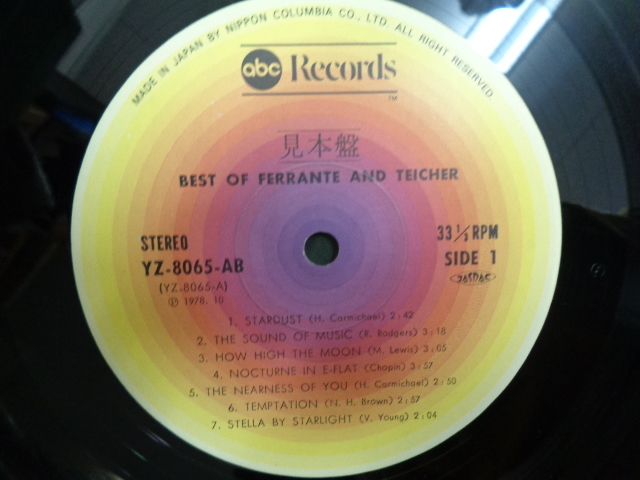 MADE IN JAPAN BY NIPPON COLUMBIA CO., LTD. ALL RIGHT RESERVED.
abc Records
TM
見本盤
BEST OF FERRANTE AND TEICHER
STEREO
33 1/3 RPM
YZ-8065-AB
SIDE 1
(YZ-8065-A)
JASRAC
Ⓟ 1978. 10
1. STARDUST (H. Carmichael) 2:42
2. THE SOUND OF MUSIC (R. Rodgers) 3:18
3. HOW HIGH THE MOON (M. Lewis) 3:05
4. NOCTURNE IN E-FLAT (Chopin) 3:57
5. THE NEARNESS OF YOU (H. Carmichael) 2:50
6. TEMPTATION (N. H. Brown) 2:57
7. STELLA BY STARLIGHT (V. Young) 2:04